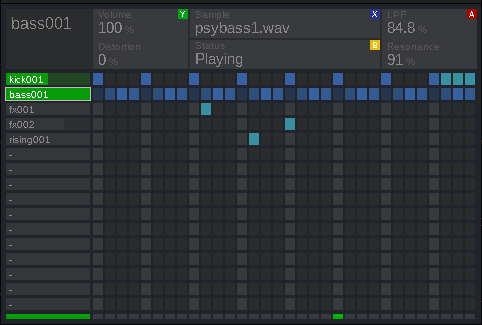 bass001
Volume Y
100 %
Distortion
0 %
Sample X
psybass1.wav
Status B
Playing
LPF A
84.8 %
Resonance
91 %
kick001
bass001
fx001
fx002
rising001
-
-
-
-
-
-
-
-
-
-
-